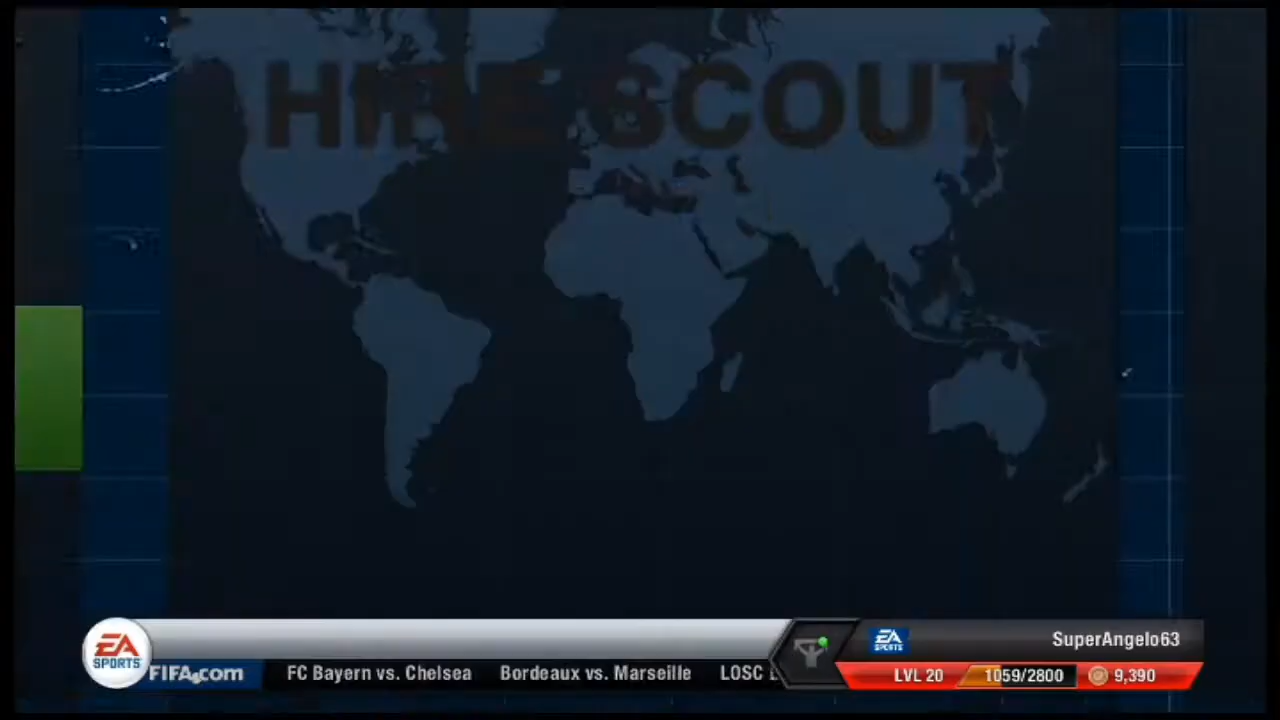 HIRE SCOUT
EA
SPORTS
EA
SPORTS
SuperAngelo63
FIFA.com
FC Bayern vs. Chelsea Bordeaux vs. Marseille LOSC
LVL 20 1059/2800 9,390